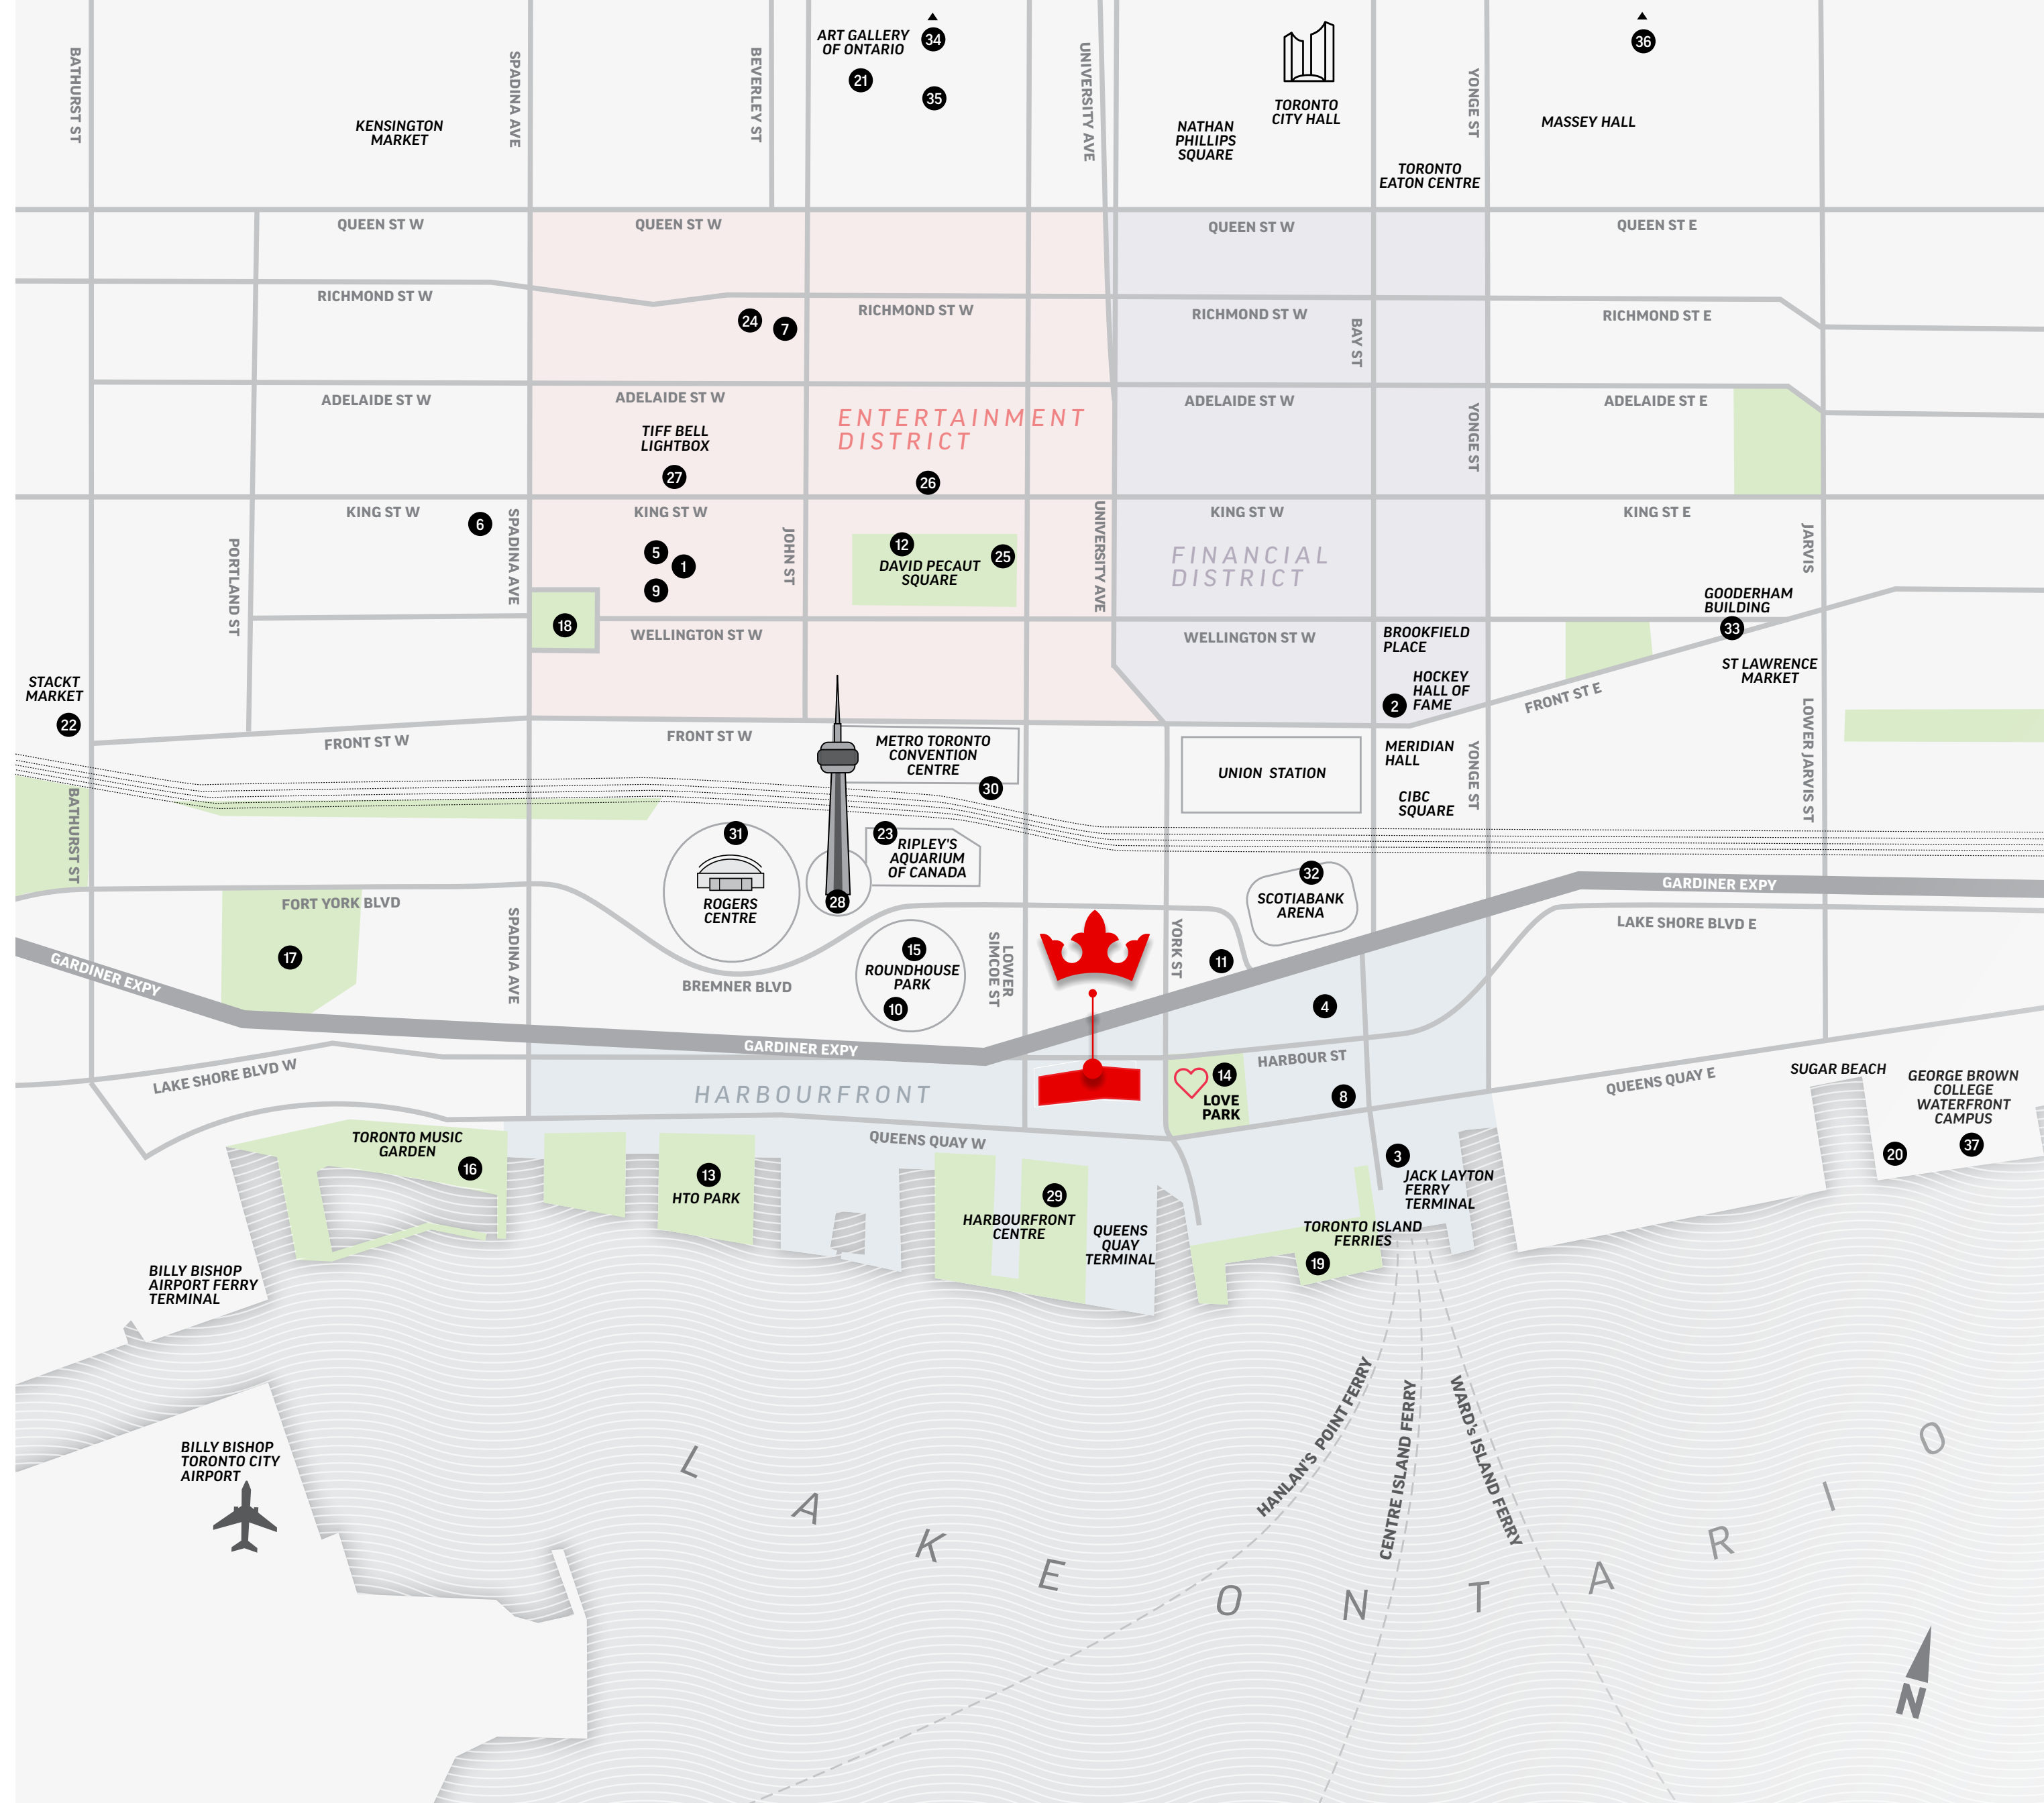 BATHURST ST
SPADINA AVE
BEVERLEY ST
ART GALLERY
OF ONTARIO
34
21
35
UNIVERSITY AVE
TORONTO
CITY HALL
NATHAN
PHILLIPS
SQUARE
YONGE ST
36
MASSEY HALL
KENSINGTON
MARKET
TORONTO
EATON CENTRE
QUEEN ST W
QUEEN ST W
QUEEN ST W
QUEEN ST E
RICHMOND ST W
RICHMOND ST W
RICHMOND ST W
RICHMOND ST E
24
7
BAY ST
ADELAIDE ST W
ADELAIDE ST W
ADELAIDE ST W
ADELAIDE ST E
ENTERTAINMENT
DISTRICT
TIFF BELL
LIGHTBOX
27
26
YONGE ST
KING ST W
KING ST W
KING ST W
KING ST E
6
SPADINA AVE
PORTLAND ST
5
1
9
JOHN ST
12
25
DAVID PECAUT
SQUARE
UNIVERSITY AVE
FINANCIAL
DISTRICT
JARVIS
GOODERHAM
BUILDING
33
18
WELLINGTON ST W
WELLINGTON ST W
BROOKFIELD
PLACE
HOCKEY
HALL OF
FAME
2
ST LAWRENCE
MARKET
FRONT ST E
LOWER JARVIS ST
STACKT
MARKET
22
FRONT ST W
FRONT ST W
METRO TORONTO
CONVENTION
CENTRE
30
UNION STATION
MERIDIAN
HALL
CIBC
SQUARE
YONGE ST
BATHURST ST
31
ROGERS
CENTRE
23
RIPLEY'S
AQUARIUM
OF CANADA
28
32
SCOTIABANK
ARENA
GARDINER EXPY
FORT YORK BLVD
LAKE SHORE BLVD E
17
SPADINA AVE
15
ROUNDHOUSE
PARK
10
LOWER
SIMCOE ST
YORK ST
11
4
GARDINER EXPY
BREMNER BLVD
GARDINER EXPY
LAKE SHORE BLVD W
HARBOURFRONT
HARBOUR ST
14
LOVE
PARK
8
QUEENS QUAY E
SUGAR BEACH
GEORGE BROWN
COLLEGE
WATERFRONT
CAMPUS
20
37
QUEENS QUAY W
TORONTO MUSIC
GARDEN
16
13
HTO PARK
29
HARBOURFRONT
CENTRE
QUEENS
QUAY
TERMINAL
3
JACK LAYTON
FERRY
TERMINAL
TORONTO ISLAND
FERRIES
19
BILLY BISHOP
AIRPORT FERRY
TERMINAL
BILLY BISHOP
TORONTO CITY
AIRPORT
HANLAN'S POINT FERRY
CENTRE ISLAND FERRY
WARD's ISLAND FERRY
LAKE ONTARIO
N